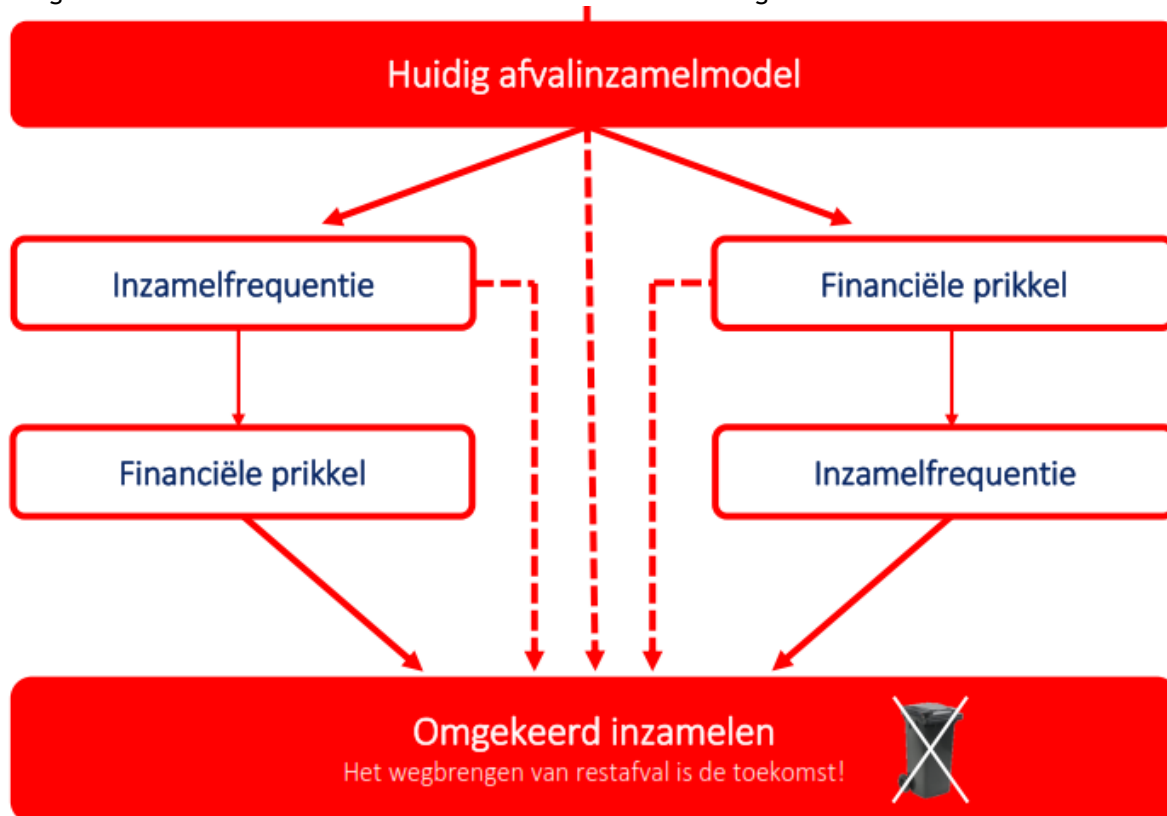 Huidig afvalinzamelmodel
Inzamelfrequentie
Financiële prikkel
Financiële prikkel
Inzamelfrequentie
Omgekeerd inzamelen
Het wegbrengen van restafval is de toekomst!